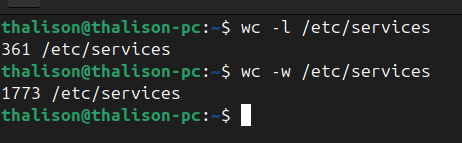 thalison@thalison-pc:~$ wc -l /etc/services
361 /etc/services
thalison@thalison-pc:~$ wc -w /etc/services
1773 /etc/services
thalison@thalison-pc:~$